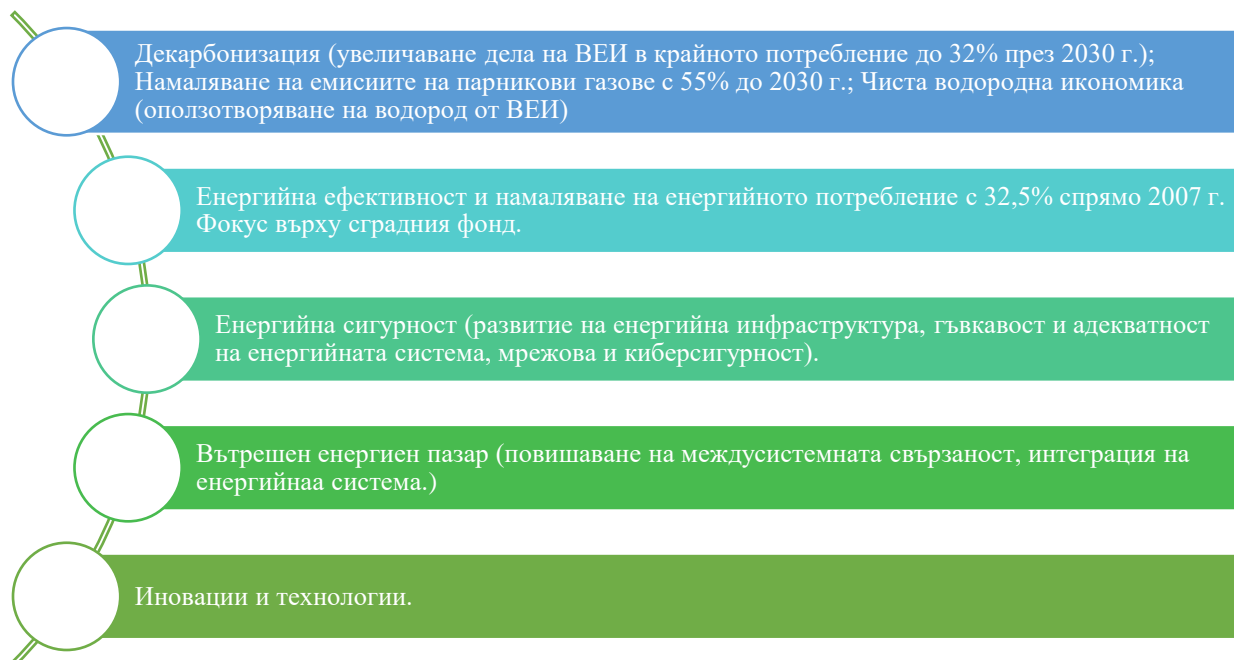 Декарбонизация (увеличаване дела на ВЕИ в крайното потребление до 32% през 2030 г.);
Намаляване на емисиите на парникови газове с 55% до 2030 г.; Чиста водородна икономика
(оползотворяване на водород от ВЕИ)
Енергийна ефективност и намаляване на енергийното потребление с 32,5% спрямо 2007 г.
Фокус върху сградния фонд.
Енергийна сигурност (развитие на енергийна инфраструктура, гъвкавост и адекватност
на енергийната система, мрежова и киберсигурност).
Вътрешен енергиен пазар (повишаване на междусистемната свързаност, интеграция на
енергийнаа система.)
Иновации и технологии.